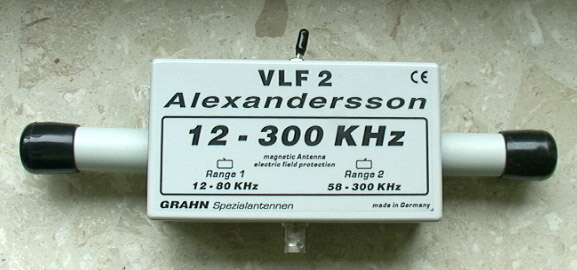 VLF 2
CE
Alexandersson
12 - 300 KHz
magnetic Antenna
electric field protection
Range 1
Range 2
12 - 80 KHz
58 - 300 KHz
GRAHN Spezialantennen
made in Germany